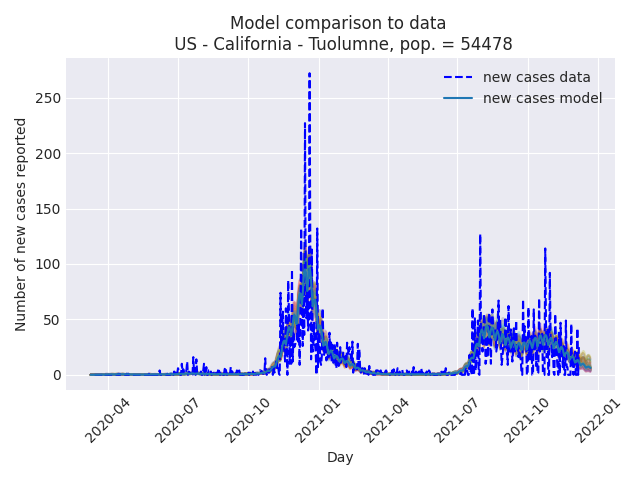 Model comparison to data
US - California - Tuolumne, pop. = 54478
new cases data
new cases model
Number of new cases reported
250
200
150
100
50
0
2020-04
2020-07
2020-10
2021-01
2021-04
2021-07
2021-10
2022-01
Day